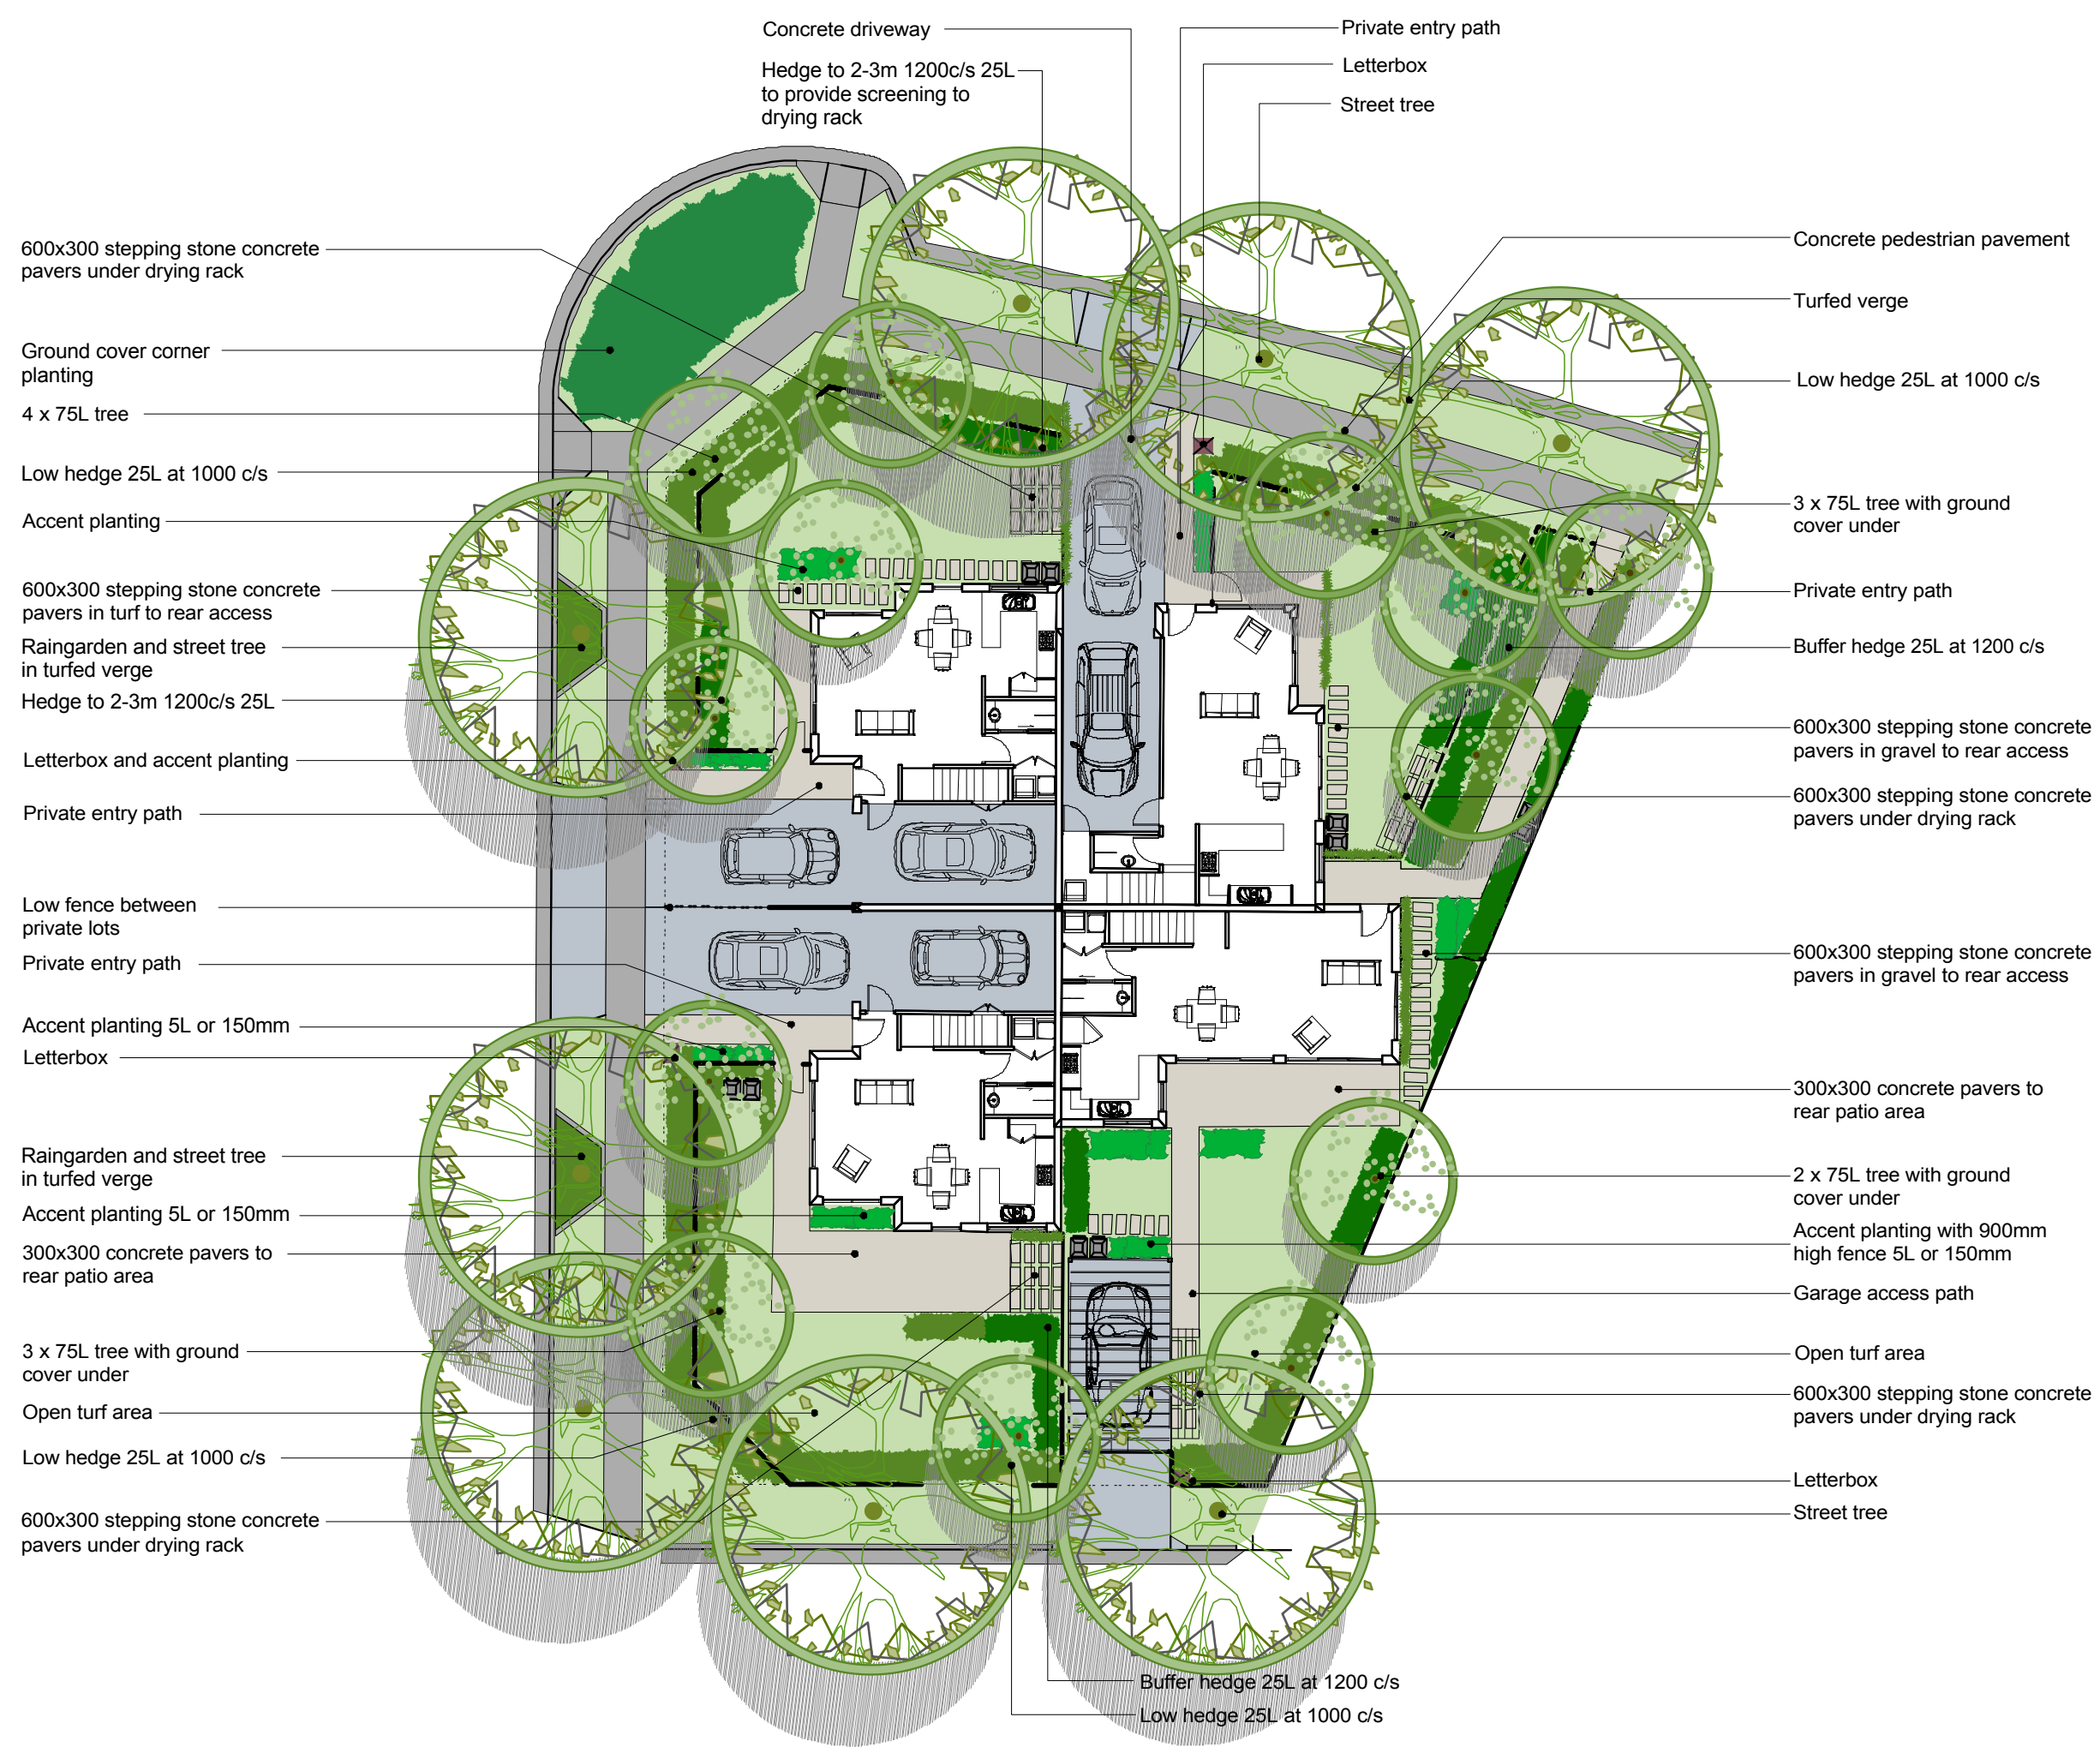 Concrete driveway
Hedge to 2-3m 1200c/s 25L
to provide screening to
drying rack
Private entry path
Letterbox
Street tree
600x300 stepping stone concrete
pavers under drying rack
Ground cover corner
planting
4 x 75L tree
Low hedge 25L at 1000 c/s
Accent planting
600x300 stepping stone concrete
pavers in turf to rear access
Raingarden and street tree
in turfed verge
Hedge to 2-3m 1200c/s 25L
Letterbox and accent planting
Private entry path
Low fence between
private lots
Private entry path
Accent planting 5L or 150mm
Letterbox
Raingarden and street tree
in turfed verge
Accent planting 5L or 150mm
300x300 concrete pavers to
rear patio area
3 x 75L tree with ground
cover under
Open turf area
Low hedge 25L at 1000 c/s
600x300 stepping stone concrete
pavers under drying rack
Concrete pedestrian pavement
Turfed verge
Low hedge 25L at 1000 c/s
3 x 75L tree with ground
cover under
Private entry path
Buffer hedge 25L at 1200 c/s
600x300 stepping stone concrete
pavers in gravel to rear access
600x300 stepping stone concrete
pavers under drying rack
600x300 stepping stone concrete
pavers in gravel to rear access
300x300 concrete pavers to
rear patio area
2 x 75L tree with ground
cover under
Accent planting with 900mm
high fence 5L or 150mm
Garage access path
Open turf area
600x300 stepping stone concrete
pavers under drying rack
Letterbox
Street tree
Buffer hedge 25L at 1200 c/s
Low hedge 25L at 1000 c/s